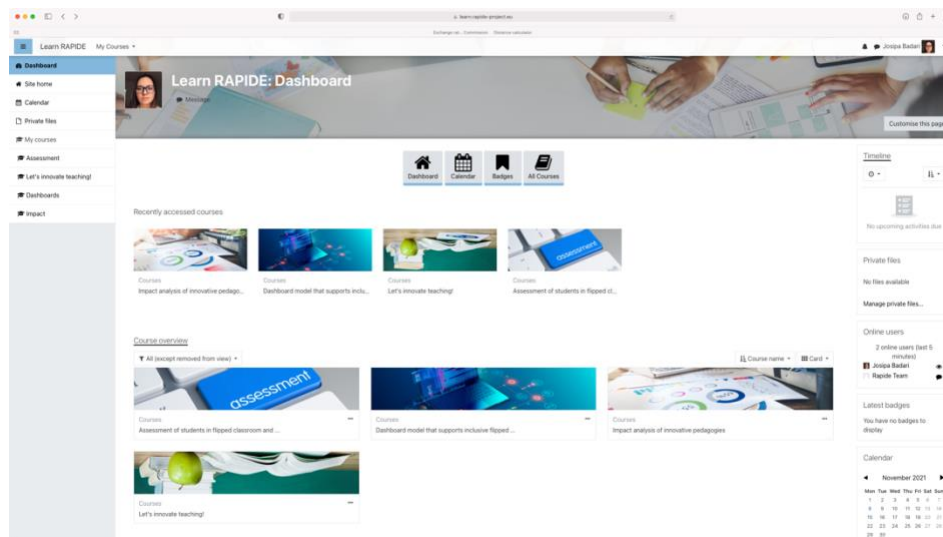 learn.rapide-project.eu
Exchange rat... Commission Distance calculator
Learn RAPIDE My Courses
Josipa Badari
Dashboard
Site home
Calendar
Private files
My courses
Assessment
Let's innovate teaching!
Dashboards
Impact
Learn RAPIDE: Dashboard
Message
Customise this page
Dashboard Calendar Badges All Courses
Recently accessed courses
assessment
Courses Courses Courses Courses
Impact analysis of innovative pedago... Dashboard model that supports inclu... Let's innovate teaching! Assessment of students in flipped cl...
Course overview
All (except removed from view) Course name Card
assessment
Courses Courses Courses
Assessment of students in flipped classroom and ... Dashboard model that supports inclusive flipped ... Impact analysis of innovative pedagogies
Courses
Let's innovate teaching!
Timeline
No upcoming activities due
Private files
No files available
Manage private files...
Online users
2 online users (last 5
minutes)
Josipa Badari
Rapide Team
Latest badges
You have no badges to
display
Calendar
November 2021
Mon Tue Wed Thu Fri Sat Sun
1 2 3 4 5 6 7
8 9 10 11 12 13 14
15 16 17 18 19 20 21
22 23 24 25 26 27 28
29 30